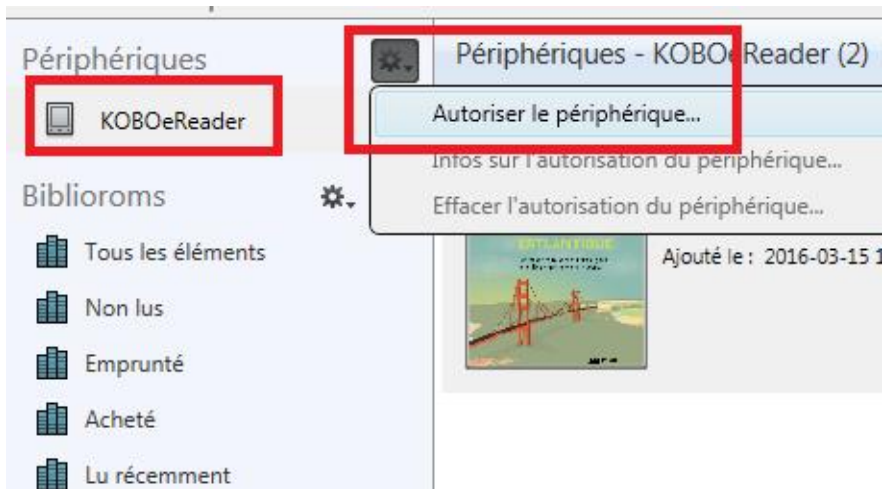 Périphériques
Périphériques - KOBOeReader (2)
KOBOeReader
Autoriser le périphérique...
Infos sur l'autorisation du périphérique...
Effacer l'autorisation du périphérique...
Biblioroms
Tous les éléments
Ajouté le : 2016-03-15 1
Non lus
Emprunté
Acheté
Lu récemment